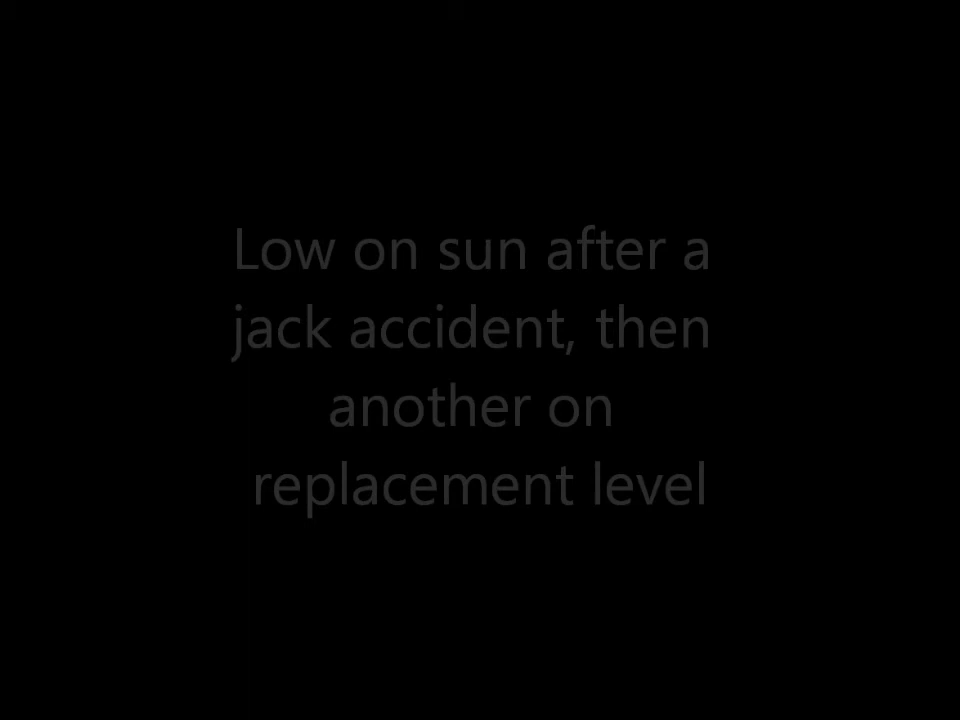 Low on sun after a
jack accident, then
another on
replacement level